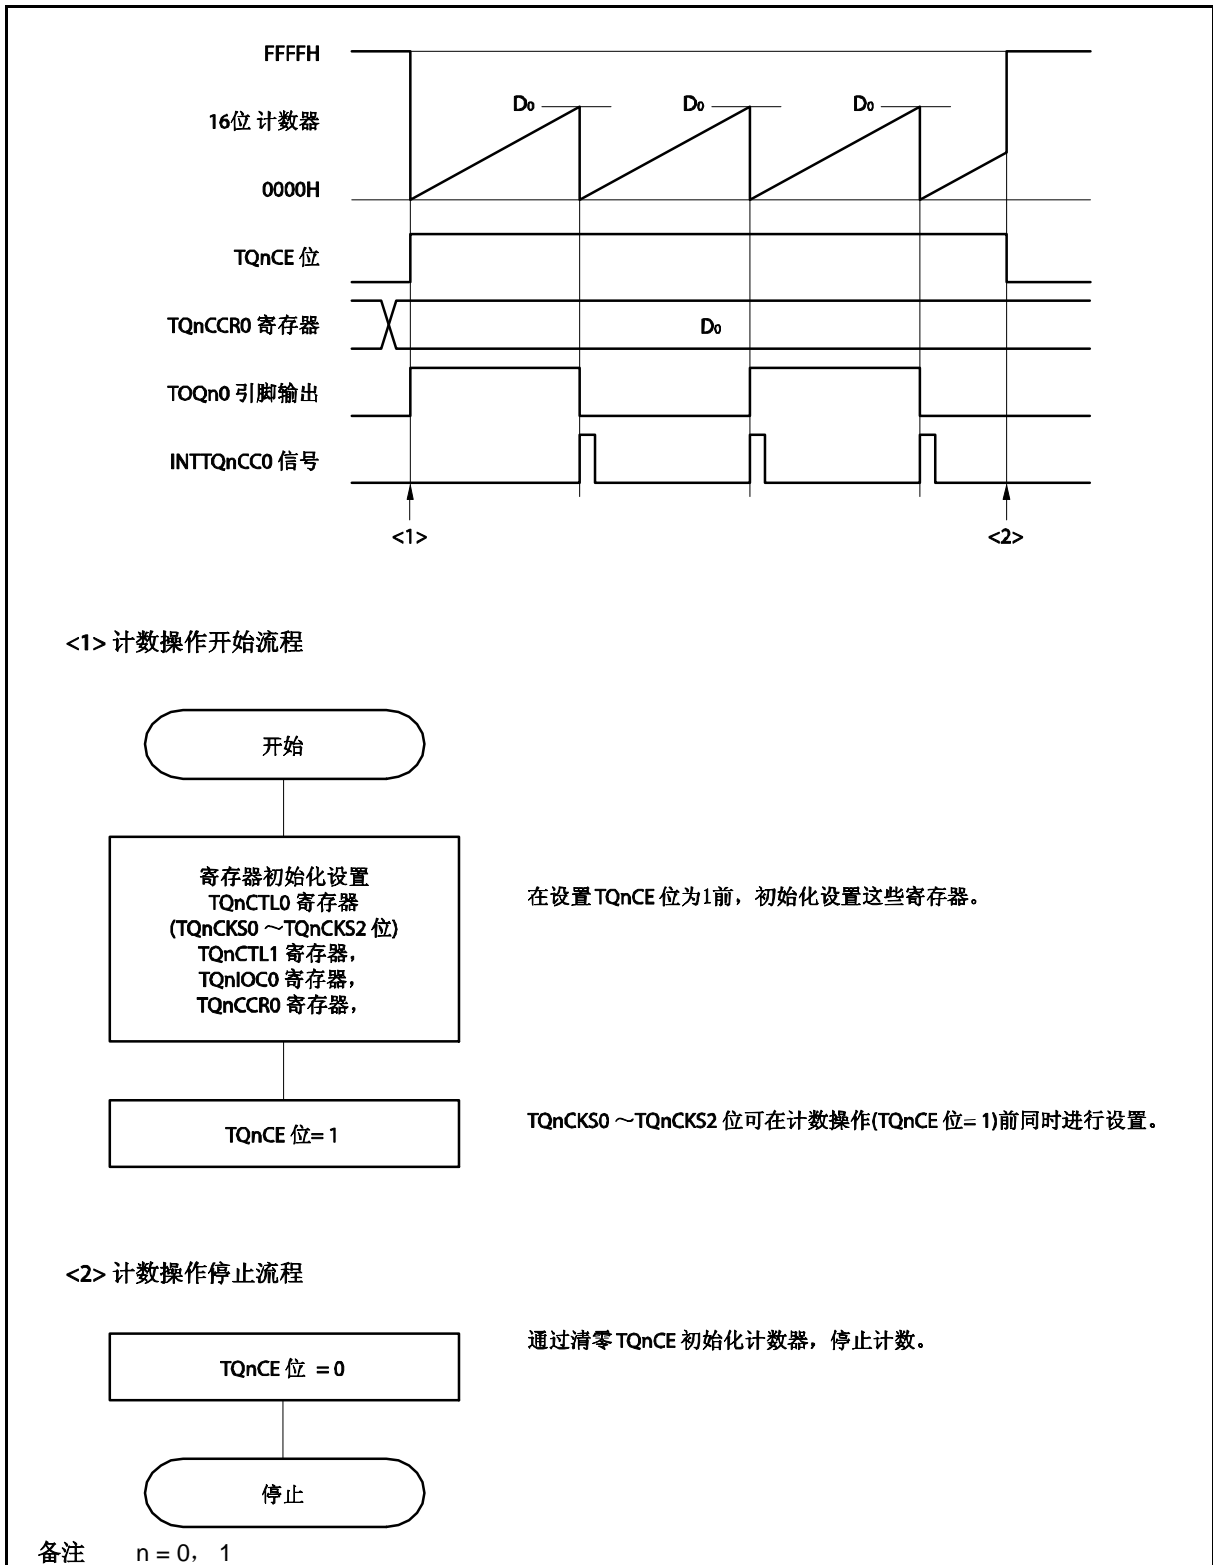 FFFFH
D₀ D₀ D₀
16位 计数器
0000H
TQnCE 位
TQnCCR0 寄存器 D₀
TOQn0 引脚输出
INTTQnCC0 信号
<1> <2>
<1> 计数操作开始流程
开始
寄存器初始化设置
TQnCTL0 寄存器
(TQnCKS0 ～TQnCKS2 位)
TQnCTL1 寄存器，
TQnIOC0 寄存器，
TQnCCR0 寄存器，
在设置 TQnCE 位为1前，初始化设置这些寄存器。
TQnCE 位= 1
TQnCKS0 ～TQnCKS2 位可在计数操作(TQnCE 位= 1)前同时进行设置。
<2> 计数操作停止流程
TQnCE 位 = 0
通过清零 TQnCE 初始化计数器，停止计数。
停止
备注 n = 0， 1